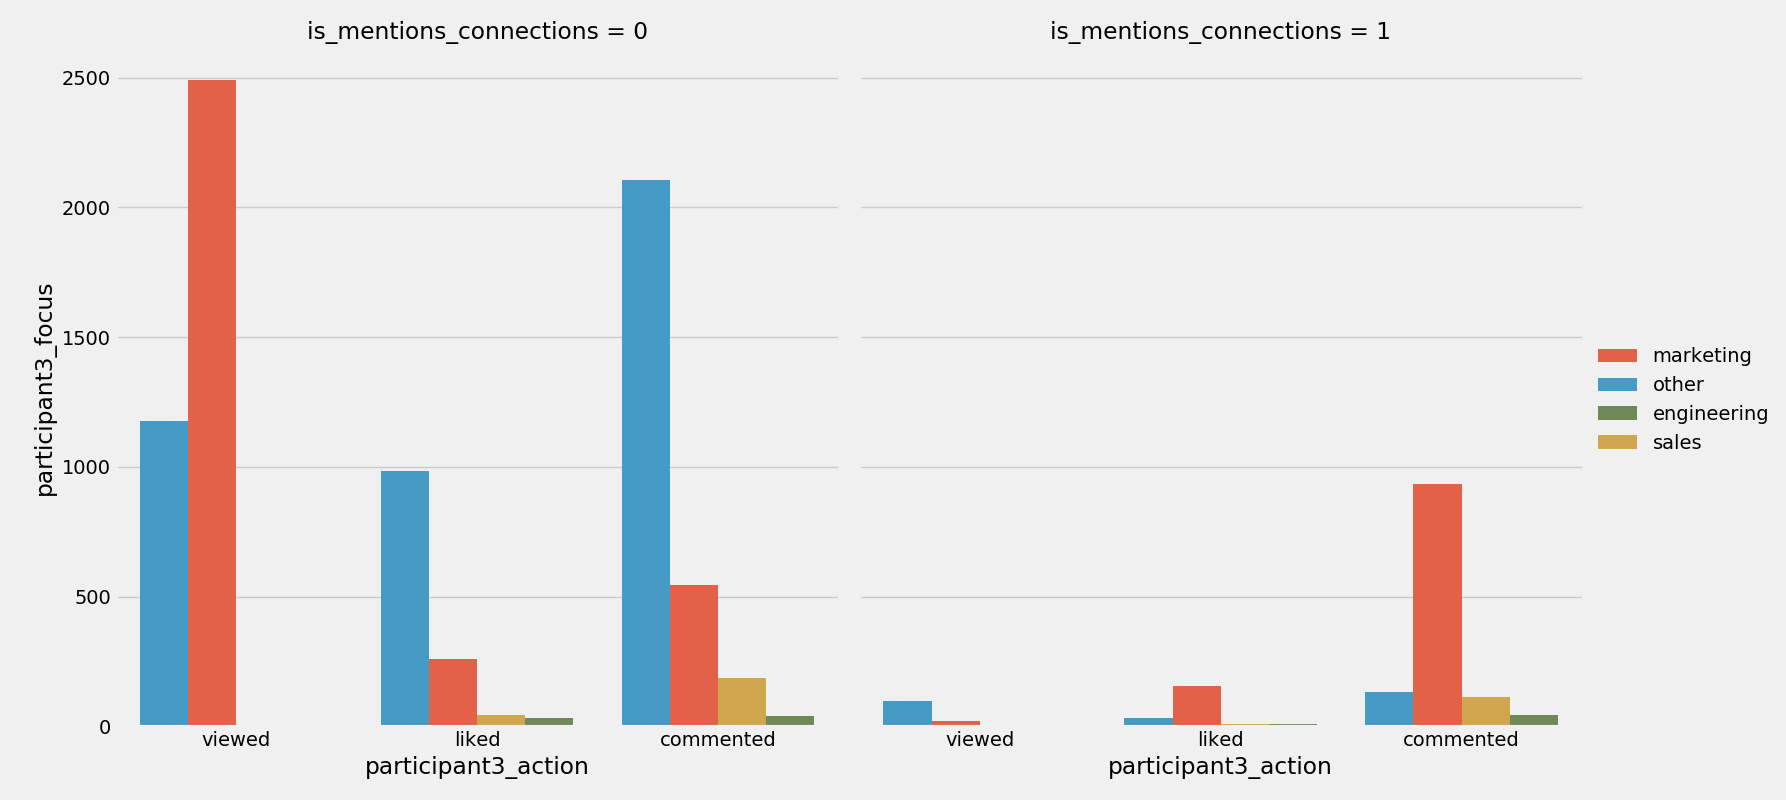 is_mentions_connections = 0
is_mentions_connections = 1
participant3_focus
2500
2000
1500
1000
500
0
viewed
liked
commented
participant3_action
viewed
liked
commented
participant3_action
marketing
other
engineering
sales